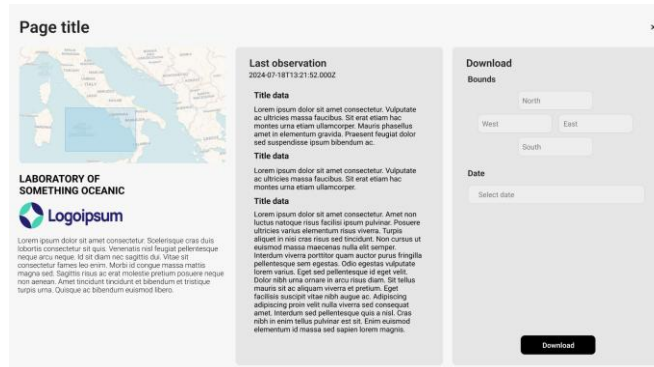 Page title
×
ITALY
LABORATORY OF
SOMETHING OCEANIC
Logoipsum
Lorem ipsum dolor sit amet consectetur. Scelerisque cras duis
lobortis consectetur sit quis. Venenatis nisl feugiat pellentesque
neque arcu neque. Id sit diam nec sagittis dui. Vitae sit
consectetur fames leo enim. Morbi id congue massa mattis
magna sed. Sagittis risus ac erat molestie pretium posuere neque
non aenean. Amet tincidunt tincidunt et bibendum et tristique
turpis urna. Quisque ac bibendum euismod libero.
Last observation
2024-07-18T13:21:52.000Z
Title data
Lorem ipsum dolor sit amet consectetur. Vulputate
ac ultricies massa faucibus. Sit erat etiam hac
montes urna etiam ullamcorper. Mauris phasellus
amet in elementum gravida. Praesent feugiat dolor
sed suspendisse ipsum bibendum ac.
Title data
Lorem ipsum dolor sit amet consectetur. Vulputate
ac ultricies massa faucibus. Sit erat etiam hac
montes urna etiam ullamcorper.
Title data
Lorem ipsum dolor sit amet consectetur. Amet non
luctus natoque risus facilisi ipsum pulvinar. Posuere
ultricies varius elementum risus viverra. Turpis
aliquet in nisi cras risus sed tincidunt. Non cursus ut
euismod massa maecenas nulla elit semper.
Interdum viverra porttitor quam auctor purus fringilla
pellentesque sem egestas. Odio egestas vulputate
lorem varius. Eget sed pellentesque id eget velit.
Dolor nibh urna ornare in arcu risus diam. Sit tellus
mauris sit ac aliquam viverra et pretium. Eget
facilisis suscipit vitae nibh augue ac. Adipiscing
adipiscing proin velit nulla viverra sed consequat
amet. Interdum sed pellentesque quis a nisl. Cras
nibh in enim tellus pulvinar est sit. Enim euismod
elementum id massa sed sapien lorem magnis.
Download
Bounds
North
West
East
South
Date
Select date
Download